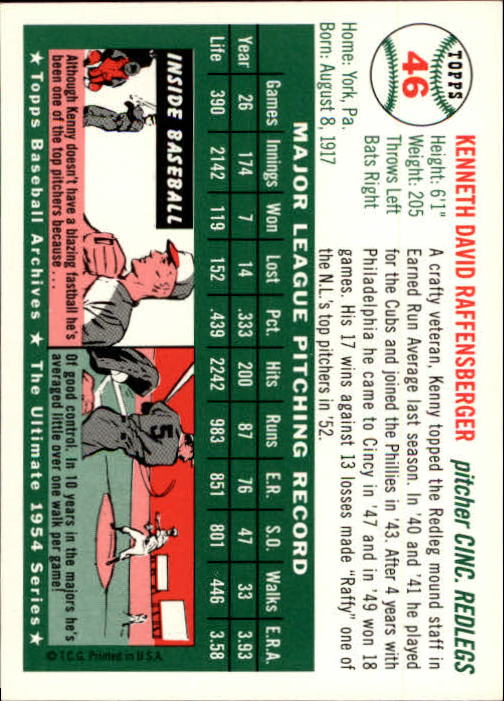 TOPPS
46
KENNETH DAVID RAFFENSBERGER pitcher CINC. REDLEGS
Height: 6'1"
Weight: 205
Throws Left
Bats Right
Home: York, Pa.
Born: August 8, 1917
A crafty veteran, Kenny topped the Redleg mound staff in
Earned Run Average last season. In '40 and '41 he played
for the Cubs and joined the Phillies in '43. After 4 years with
Philadelphia he came to Cincy in '47 and in '49 won 18
games. His 17 wins against 13 losses made "Raffy" one of
the N.L.'s top pitchers in '52.
MAJOR LEAGUE PITCHING RECORD
Games Innings Won Lost Pct. Hits Runs E.R. S.O. Walks E.R.A.
Year 26 174 7 14 .333 200 87 76 47 33 3.93
Life 390 2142 119 152 .439 2242 983 851 801 446 3.58
INSIDE BASEBALL
Although Kenny doesn't have a blazing fastball he's
been one of the top pitchers because . . .
5
Of good control. In 10 years in the majors he's
averaged little over one walk per game!
© T.C.G. Printed in U.S.A.
★ Topps Baseball Archives ★ The Ultimate 1954 Series ★